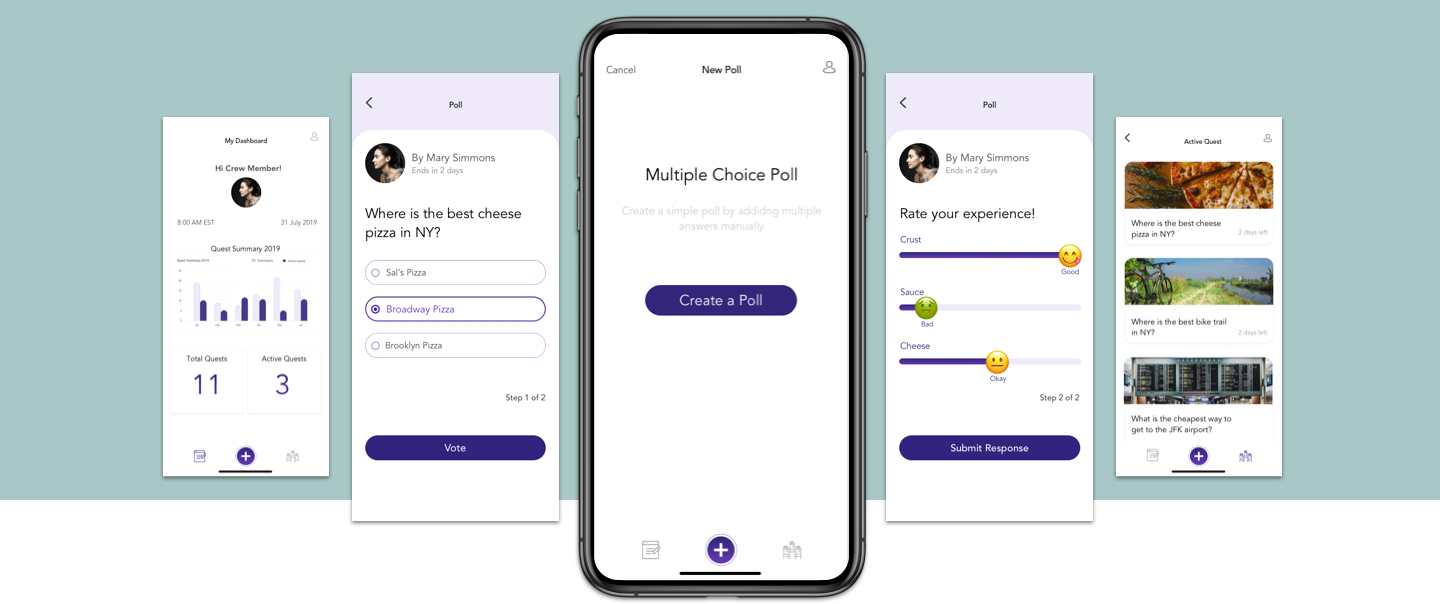 My Dashboard
Hi Crew Member!
8:00 AM EST
31 July 2019
Quest Summary 2019
Quest Summary 2019
Total Quests
11
Active Quests
3
Poll
By Mary Simmons
Ends in 2 days
Where is the best cheese
pizza in NY?
Sal's Pizza
Broadway Pizza
Brooklyn Pizza
Step 1 of 2
Vote
Cancel
New Poll
Multiple Choice Poll
Create a simple poll by addidng multiple
answers manually
Create a Poll
Poll
By Mary Simmons
Ends in 2 days
Rate your experience!
Crust
Good
Sauce
Bad
Cheese
Okay
Step 2 of 2
Submit Response
Active Quest
Where is the best cheese
pizza in NY?
2 days left
Where is the best bike trail
in NY?
2 days left
What is the cheapest way to
get to the JFK airport?